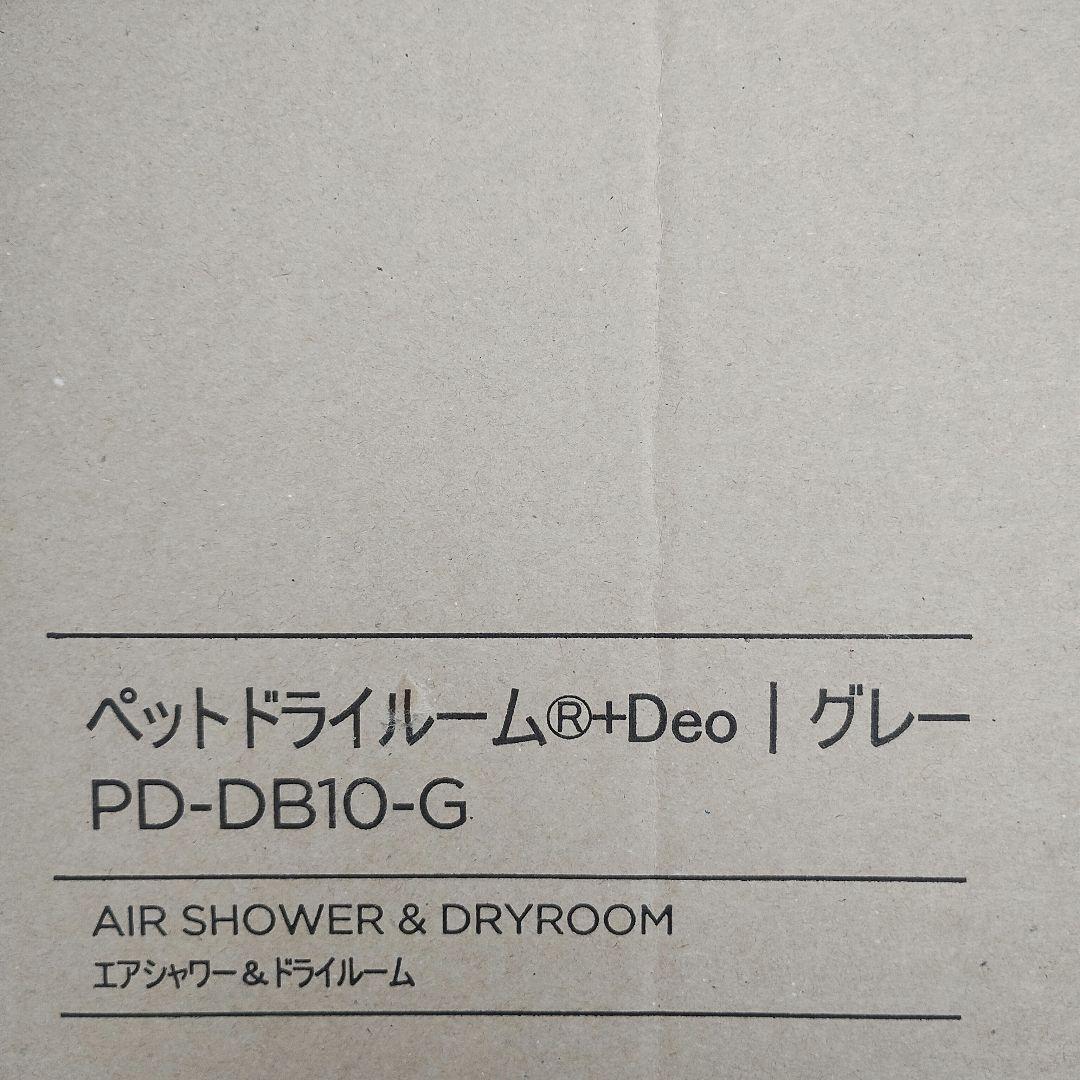 ペットドライルーム®+Deo | グレー
PD-DB10-G
AIR SHOWER & DRYROOM
エアシャワー&ドライルーム